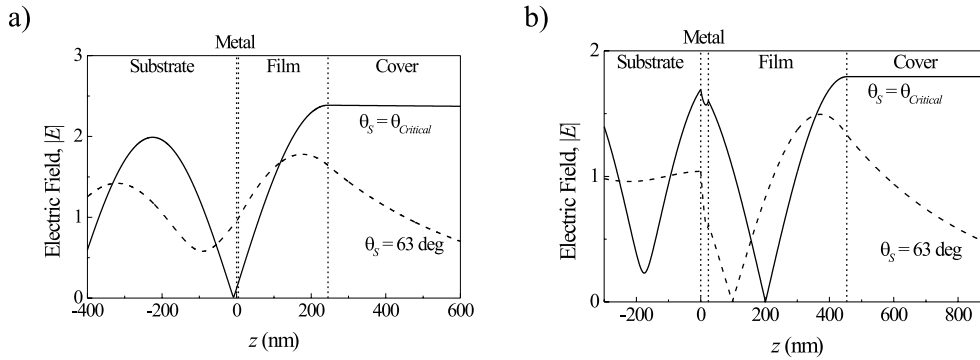 a)
Metal
Substrate Film Cover
θS = θCritical
θS = 63 deg
Electric Field, |E|
3
2
1
0
-400 -200 0 200 400 600
z (nm)
b)
Metal
Substrate Film Cover
θS = θCritical
θS = 63 deg
Electric Field, |E|
2
1
0
-200 0 200 400 600 800
z (nm)